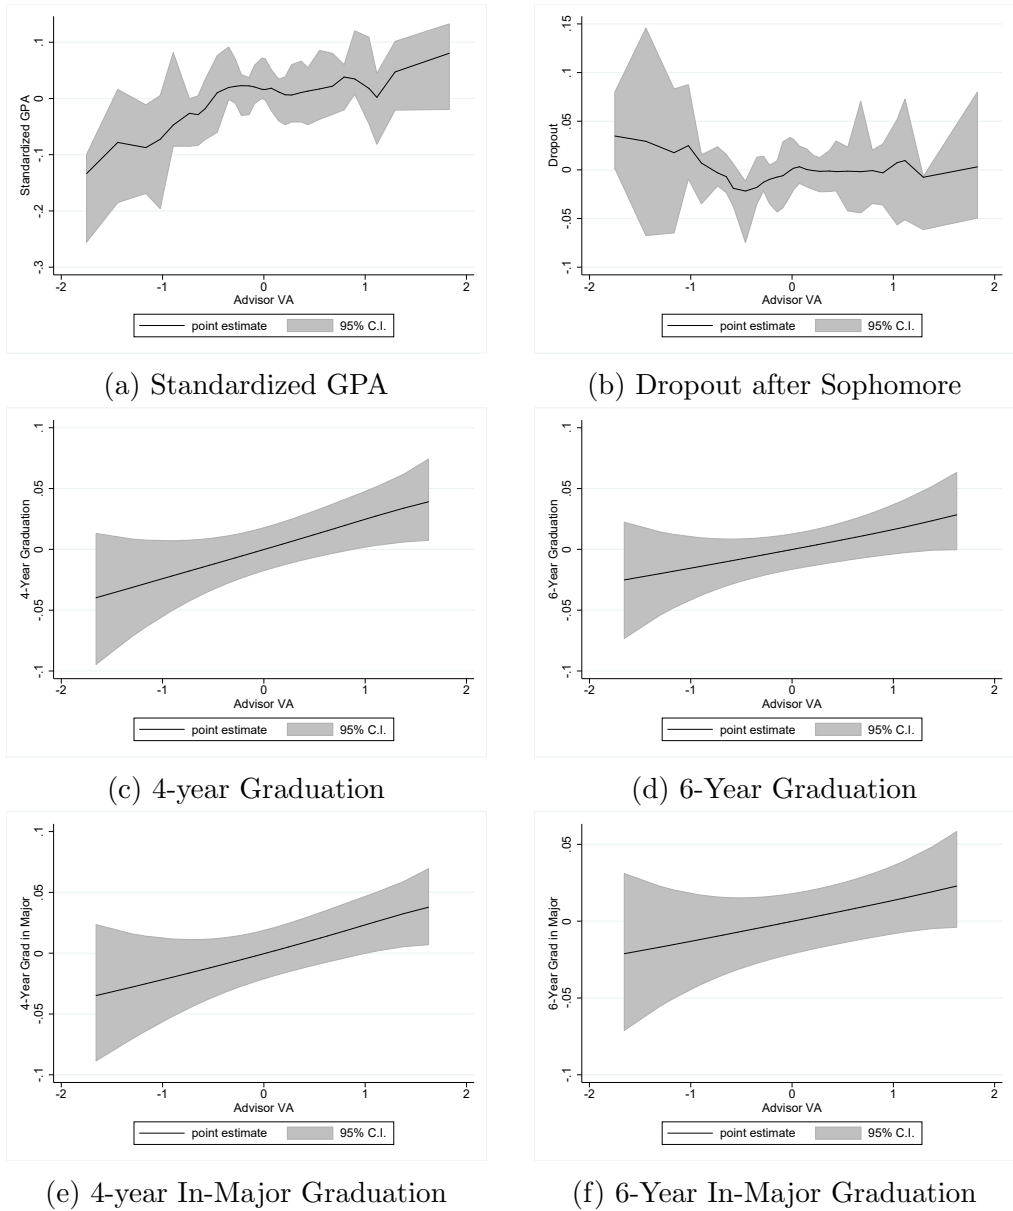 .1
0
-.1
-.2
-.3
Standardized GPA
-2 -1 0 1 2
Advisor VA
point estimate 95% C.I.
(a) Standardized GPA
.15
.1
.05
0
-.05
-.1
Dropout
-2 -1 0 1 2
Advisor VA
point estimate 95% C.I.
(b) Dropout after Sophomore
.1
.05
0
-.05
-.1
4-Year Graduation
-2 -1 0 1 2
Advisor VA
point estimate 95% C.I.
(c) 4-year Graduation
.1
.05
0
-.05
-.1
6-Year Graduation
-2 -1 0 1 2
Advisor VA
point estimate 95% C.I.
(d) 6-Year Graduation
.1
.05
0
-.05
-.1
4-Year Grad in Major
-2 -1 0 1 2
Advisor VA
point estimate 95% C.I.
(e) 4-year In-Major Graduation
.05
0
-.05
-.1
6-Year Grad in Major
-2 -1 0 1 2
Advisor VA
point estimate 95% C.I.
(f) 6-Year In-Major Graduation